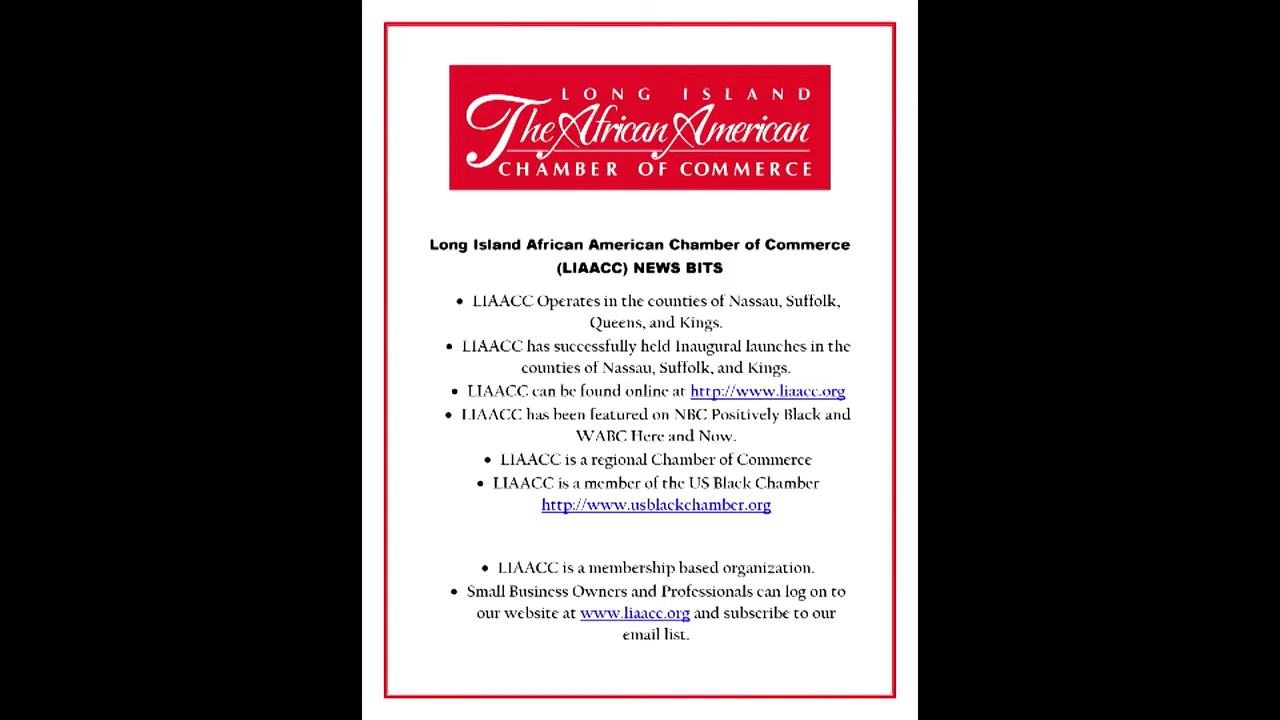 LONG ISLAND
The African American
CHAMBER OF COMMERCE
Long Island African American Chamber of Commerce
(LIAACC) NEWS BITS
• LIAACC Operates in the counties of Nassau, Suffolk,
Queens, and Kings.
• LIAACC has successfully held Inaugural launches in the
counties of Nassau, Suffolk, and Kings.
• LIAACC can be found online at http://www.liaacc.org
• LIAACC has been featured on NBC Positively Black and
WABC Here and Now.
• LIAACC is a regional Chamber of Commerce
• LIAACC is a member of the US Black Chamber
http://www.usblackchamber.org
• LIAACC is a membership based organization.
• Small Business Owners and Professionals can log on to
our website at www.liaacc.org and subscribe to our
email list.